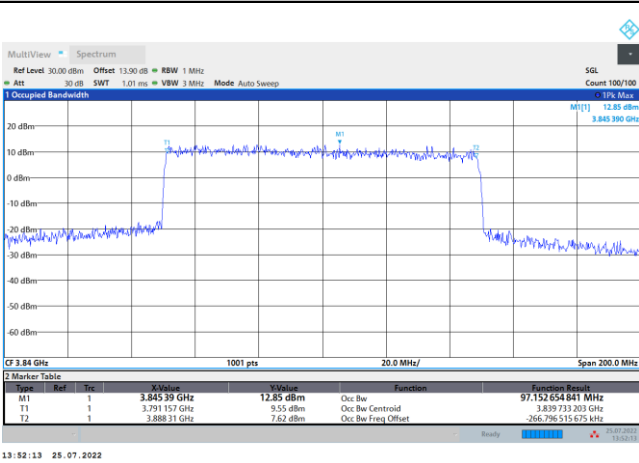 MultiView Spectrum
Ref Level 30.00 dBm Offset 13.90 dB RBW 1 MHz SGL
Att 30 dB SWT 1.01 ms VBW 3 MHz Mode Auto Sweep Count 100/100
1 Occupied Bandwidth 1Pk Max
M1[1] 12.85 dBm
3.845 390 GHz
M1
T1 T2
20 dBm
10 dBm
0 dBm
-10 dBm
-20 dBm
-30 dBm
-40 dBm
-50 dBm
-60 dBm
CF 3.84 GHz 1001 pts 20.0 MHz/ Span 200.0 MHz
2 Marker Table
Type Ref Trc X-Value Y-Value Function Function Result
M1 1 3.84539 GHz 12.85 dBm Occ Bw 97.152 654 841 MHz
T1 1 3.791 157 GHz 9.55 dBm Occ Bw Centroid 3.839 733 203 GHz
T2 1 3.888 31 GHz 7.62 dBm Occ Bw Freq Offset -266.796 515 675 kHz
Ready 25.07.2022
13:52:13
13:52:13 25.07.2022